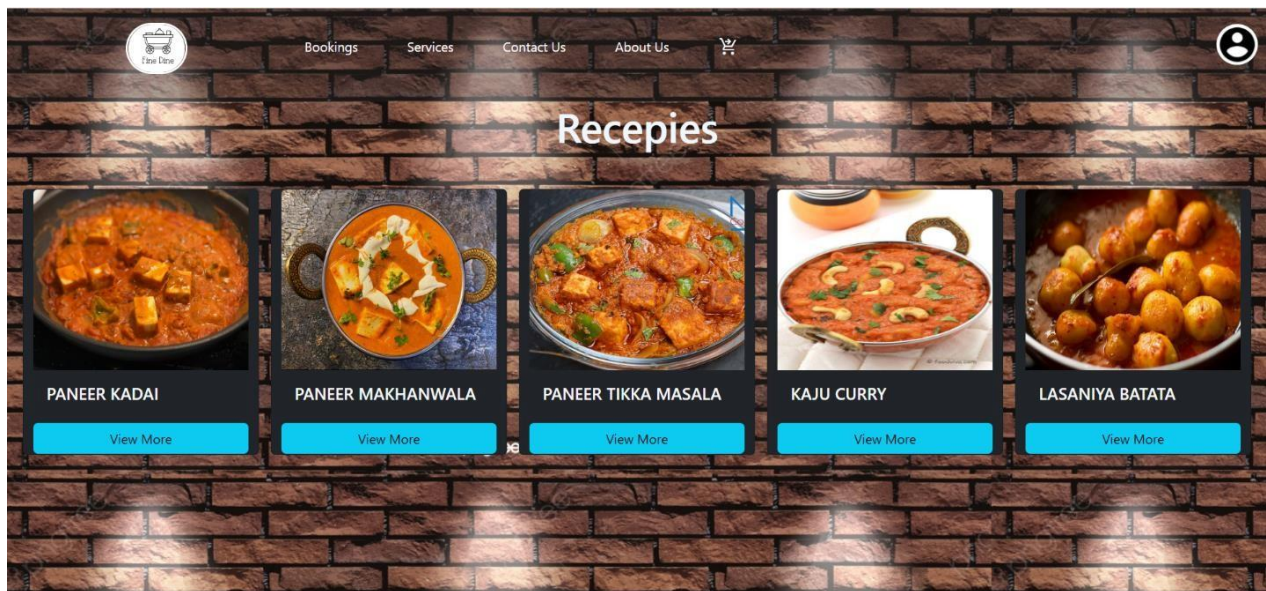 Fine Dine
Bookings Services Contact Us About Us
Recepies
PANEER KADAI PANEER MAKHANWALA PANEER TIKKA MASALA KAJU CURRY LASANIYA BATATA
View More View More View More View More View More